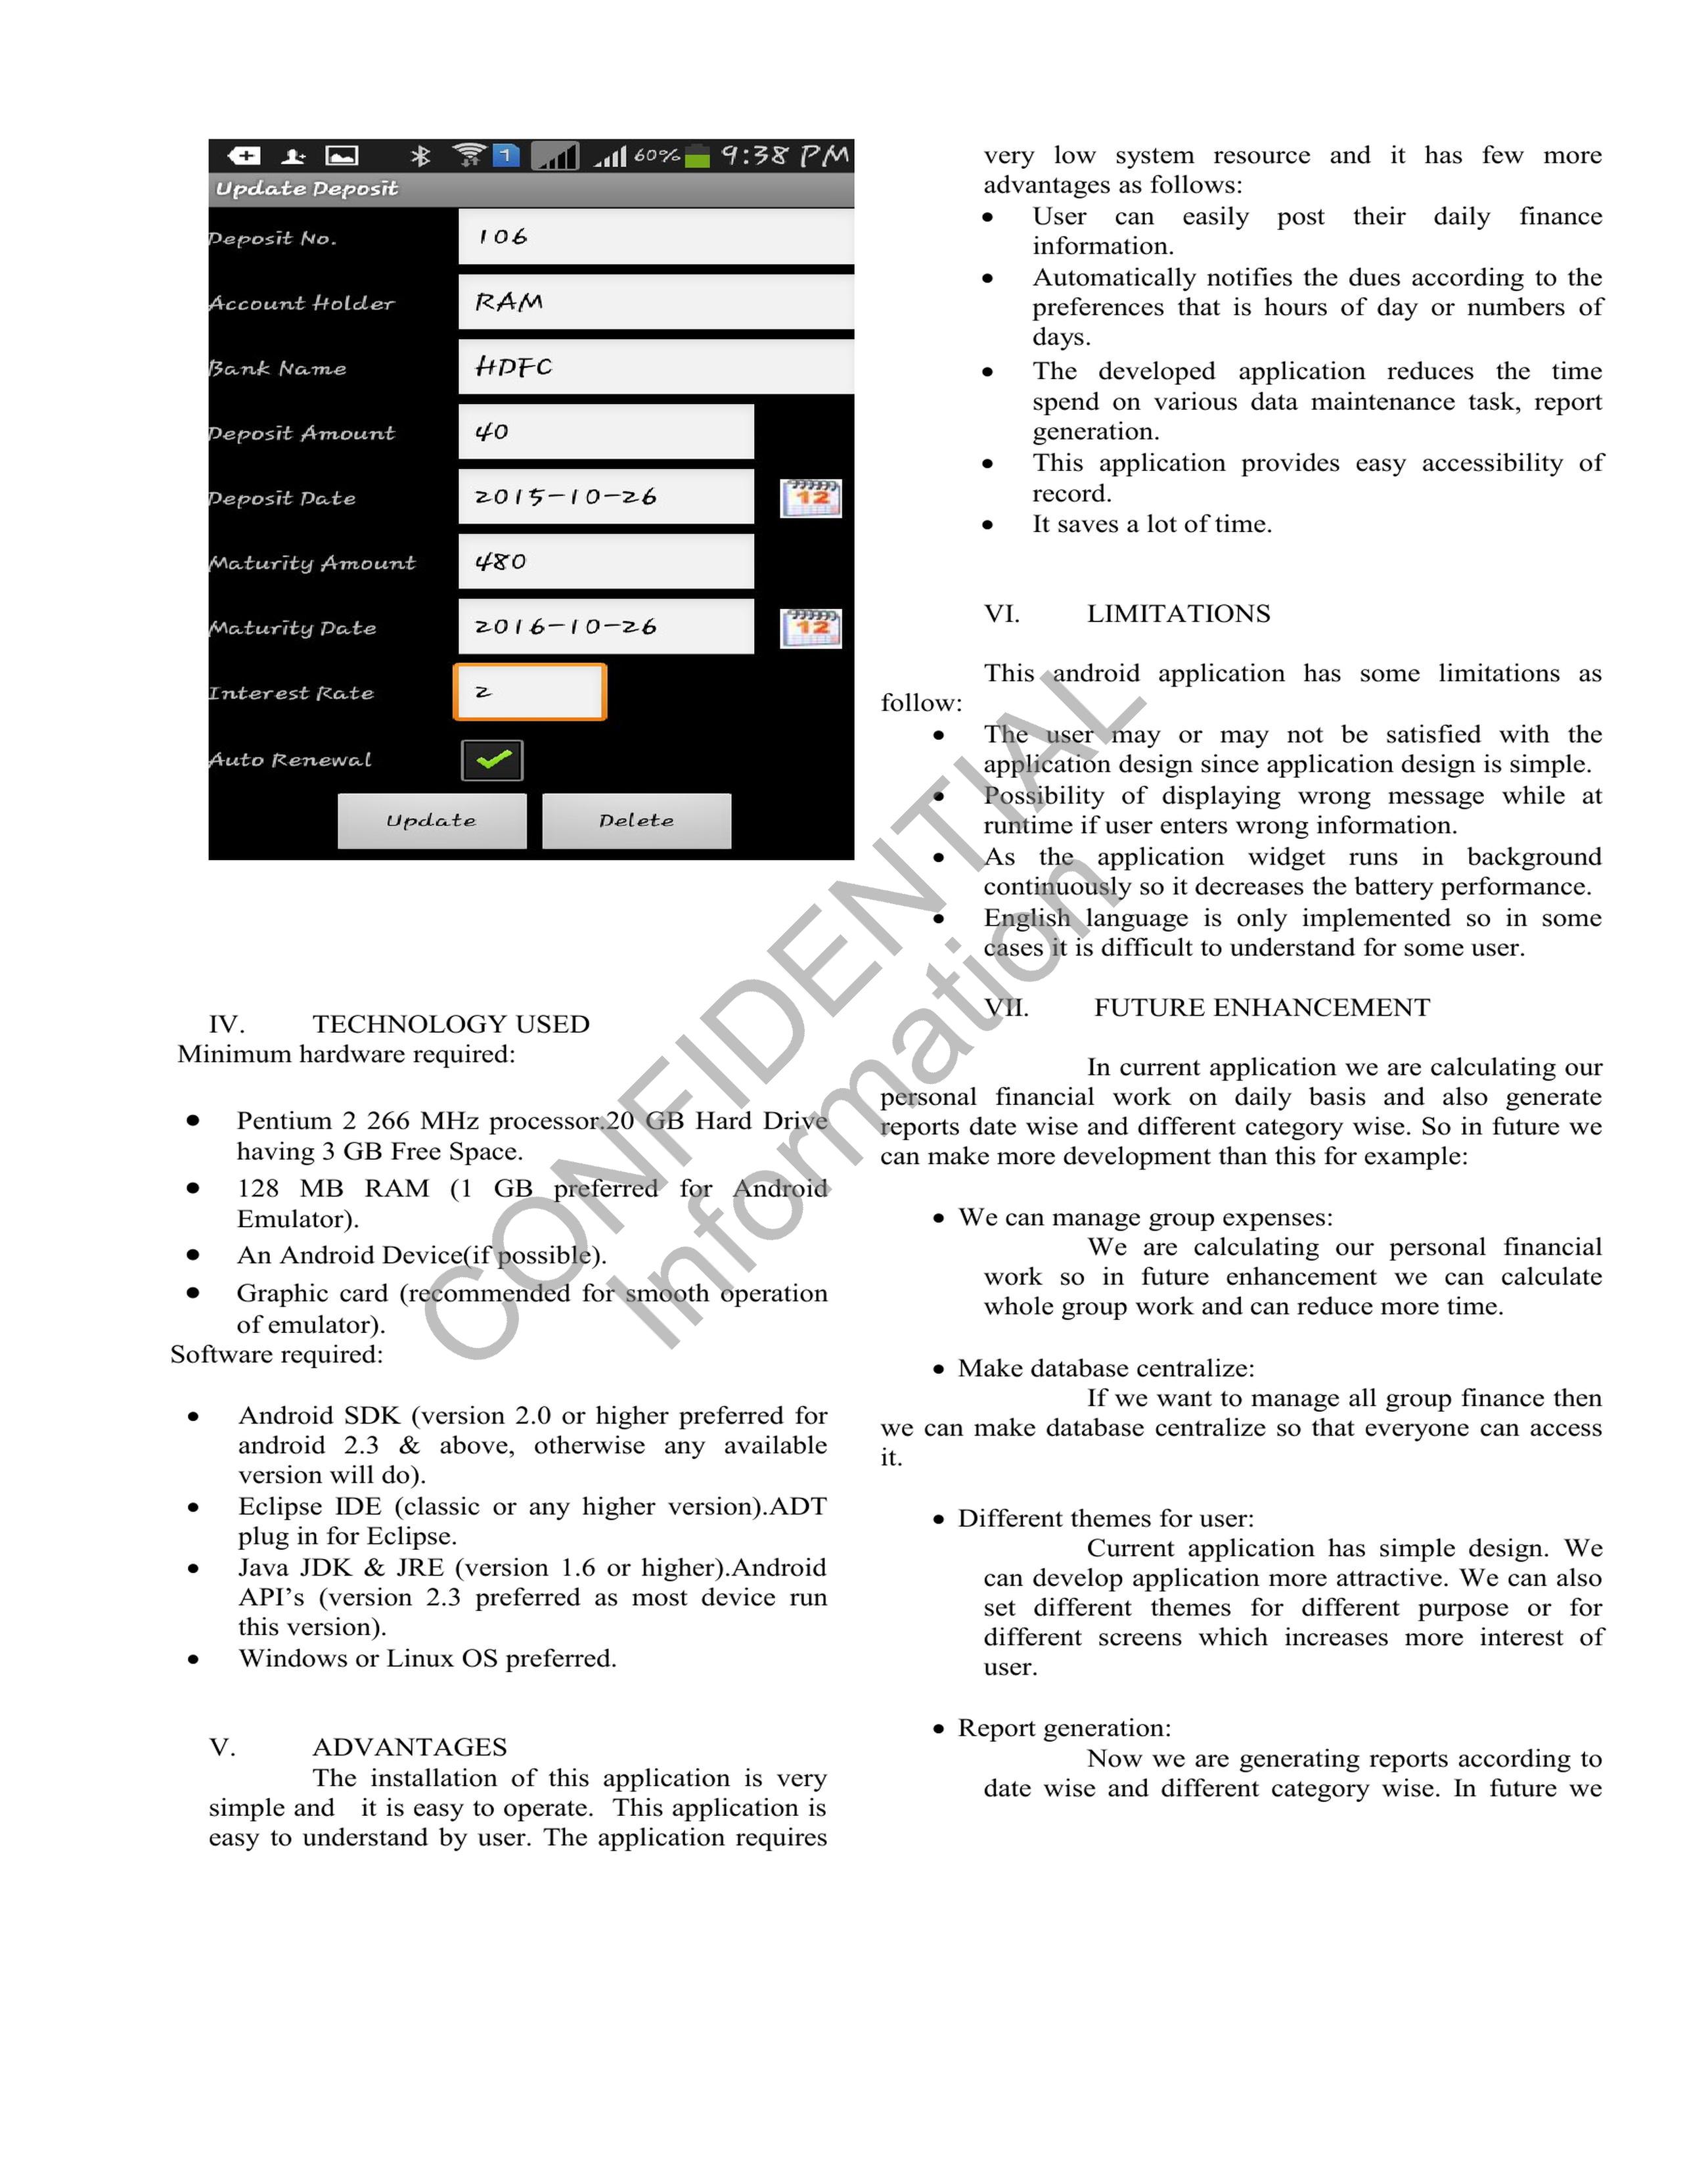 1 60% 9:38 PM
Update Deposit
Deposit No. 106
Account Holder RAM
Bank Name HDFC
Deposit Amount 40
Deposit Date 2015-10-26
12
Maturity Amount 480
Maturity Date 2016-10-26
12
Interest Rate 2
Auto Renewal
Update Delete
IV. TECHNOLOGY USED
Minimum hardware required:
• Pentium 2 266 MHz processor.20 GB Hard Drive
having 3 GB Free Space.
• 128 MB RAM (1 GB preferred for Android
Emulator).
• An Android Device(if possible).
• Graphic card (recommended for smooth operation
of emulator).
Software required:
• Android SDK (version 2.0 or higher preferred for
android 2.3 & above, otherwise any available
version will do).
• Eclipse IDE (classic or any higher version).ADT
plug in for Eclipse.
• Java JDK & JRE (version 1.6 or higher).Android
API's (version 2.3 preferred as most device run
this version).
• Windows or Linux OS preferred.
V. ADVANTAGES
The installation of this application is very
simple and it is easy to operate. This application is
easy to understand by user. The application requires
very low system resource and it has few more
advantages as follows:
• User can easily post their daily finance
information.
• Automatically notifies the dues according to the
preferences that is hours of day or numbers of
days.
• The developed application reduces the time
spend on various data maintenance task, report
generation.
• This application provides easy accessibility of
record.
• It saves a lot of time.
VI. LIMITATIONS
This android application has some limitations as
follow:
• The user may or may not be satisfied with the
application design since application design is simple.
• Possibility of displaying wrong message while at
runtime if user enters wrong information.
• As the application widget runs in background
continuously so it decreases the battery performance.
• English language is only implemented so in some
cases it is difficult to understand for some user.
VII. FUTURE ENHANCEMENT
In current application we are calculating our
personal financial work on daily basis and also generate
reports date wise and different category wise. So in future we
can make more development than this for example:
• We can manage group expenses:
We are calculating our personal financial
work so in future enhancement we can calculate
whole group work and can reduce more time.
• Make database centralize:
If we want to manage all group finance then
we can make database centralize so that everyone can access
it.
• Different themes for user:
Current application has simple design. We
can develop application more attractive. We can also
set different themes for different purpose or for
different screens which increases more interest of
user.
• Report generation:
Now we are generating reports according to
date wise and different category wise. In future we
CONFIDENTIAL
Information